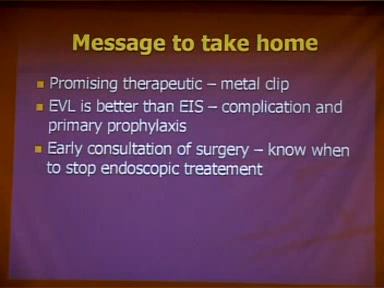 Message to take home
Promising therapeutic – metal clip
EVL is better than EIS – complication and
primary prophylaxis
Early consultation of surgery – know when
to stop endoscopic treatement